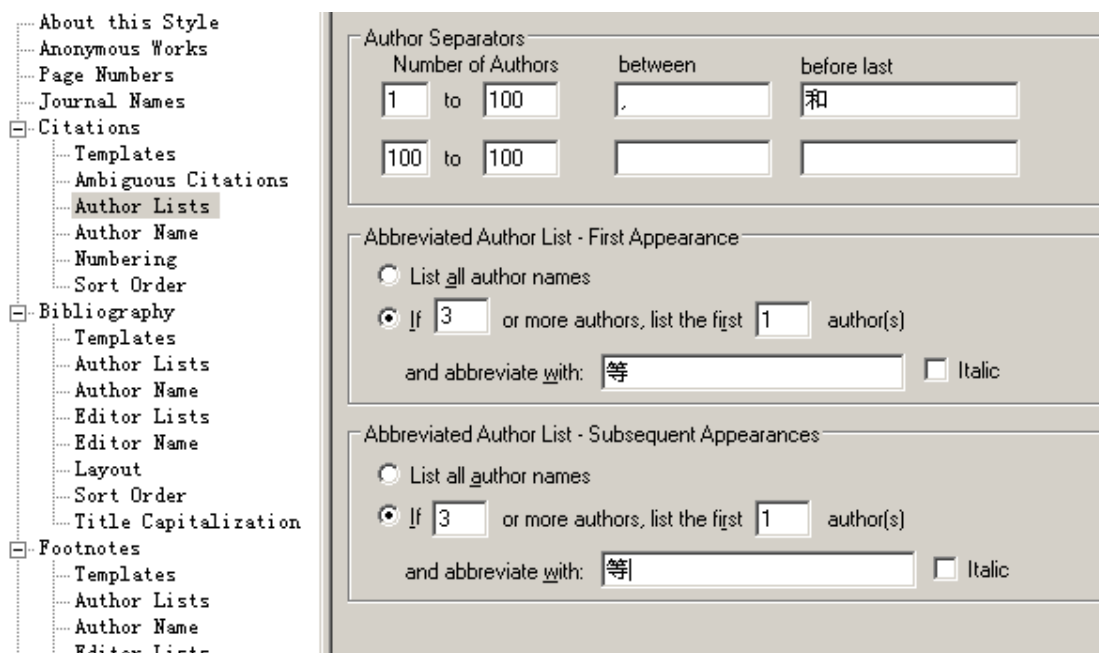 About this Style
Anonymous Works
Page Numbers
Journal Names
Citations
Templates
Ambiguous Citations
Author Lists
Author Name
Numbering
Sort Order
Bibliography
Templates
Author Lists
Author Name
Editor Lists
Editor Name
Layout
Sort Order
Title Capitalization
Footnotes
Templates
Author Lists
Author Name
Editor Lists
Author Separators
Number of Authors between before last
1 to 100 , 和
100 to 100
Abbreviated Author List - First Appearance
List all author names
If 3 or more authors, list the first 1 author(s)
and abbreviate with: 等 Italic
Abbreviated Author List - Subsequent Appearances
List all author names
If 3 or more authors, list the first 1 author(s)
and abbreviate with: 等 Italic